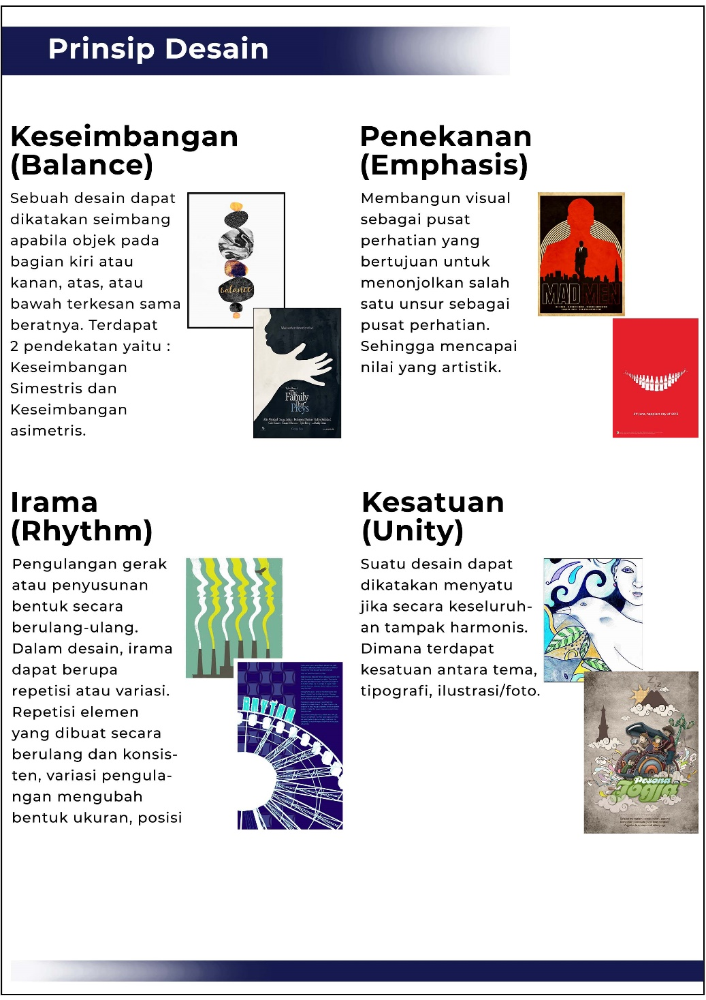 Prinsip Desain
Keseimbangan
(Balance)
Sebuah desain dapat
dikatakan seimbang
apabila objek pada
bagian kiri atau
kanan, atas, atau
bawah terkesan sama
beratnya. Terdapat
2 pendekatan yaitu :
Keseimbangan
Simestris dan
Keseimbangan
asimetris.
balance
The
Family
That
Preys
Penekanan
(Emphasis)
Membangun visual
sebagai pusat
perhatian yang
bertujuan untuk
menonjolkan salah
satu unsur sebagai
pusat perhatian.
Sehingga mencapai
nilai yang artistik.
MAD MEN
21st june, happiest day of 2013
Irama
(Rhythm)
Pengulangan gerak
atau penyusunan
bentuk secara
berulang-ulang.
Dalam desain, irama
dapat berupa
repetisi atau variasi.
Repetisi elemen
yang dibuat secara
berulang dan konsis-
ten, variasi pengula-
ngan mengubah
bentuk ukuran, posisi
Kesatuan
(Unity)
Suatu desain dapat
dikatakan menyatu
jika secara keseluruh-
an tampak harmonis.
Dimana terdapat
kesatuan antara tema,
tipografi, ilustrasi/foto.
Pesona
Jogja